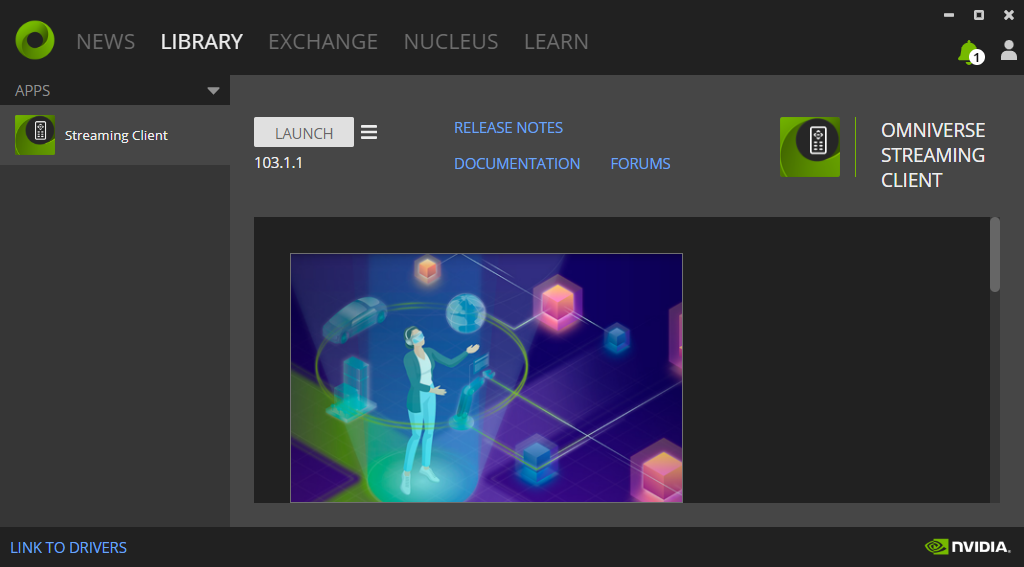 NEWS LIBRARY EXCHANGE NUCLEUS LEARN
1
APPS
Streaming Client
LAUNCH
103.1.1
RELEASE NOTES
DOCUMENTATION FORUMS
OMNIVERSE
STREAMING
CLIENT
LINK TO DRIVERS
NVIDIA.